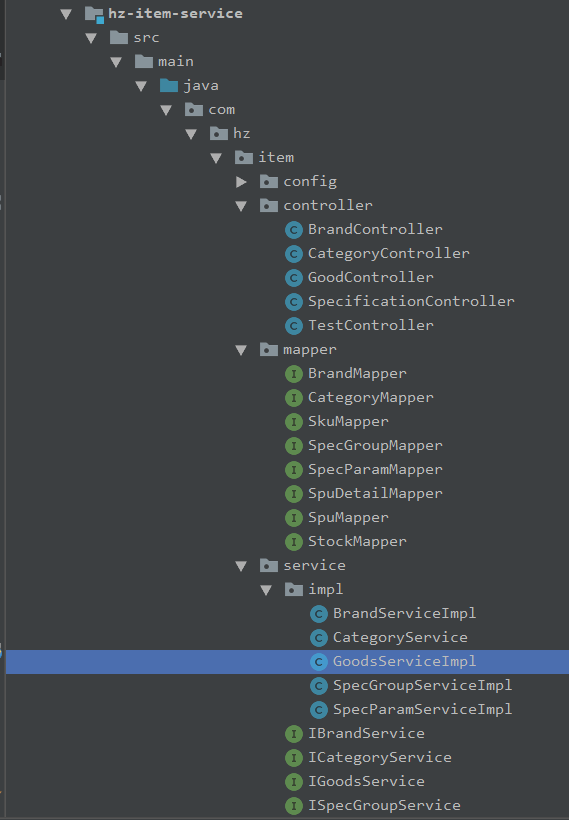 hz-item-service
src
main
java
com
hz
item
config
controller
BrandController
CategoryController
GoodController
SpecificationController
TestController
mapper
BrandMapper
CategoryMapper
SkuMapper
SpecGroupMapper
SpecParamMapper
SpuDetailMapper
SpuMapper
StockMapper
service
impl
BrandServiceImpl
CategoryService
GoodsServiceImpl
SpecGroupServiceImpl
SpecParamServiceImpl
IBrandService
ICategoryService
IGoodsService
ISpecGroupService